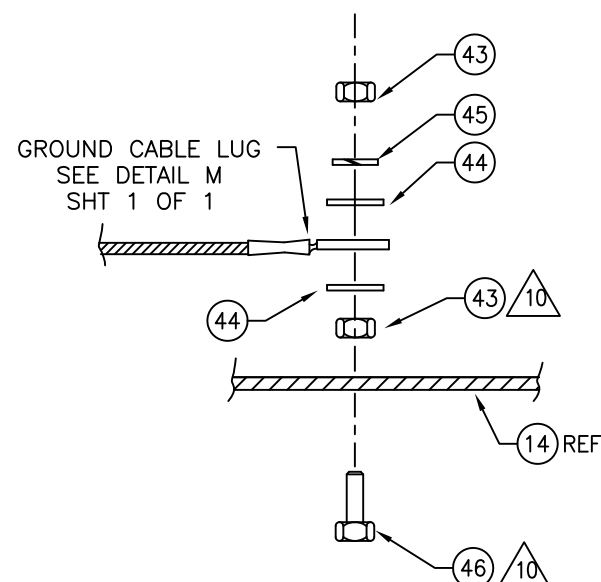 43
45
GROUND CABLE LUG
SEE DETAIL M
SHT 1 OF 1
44
43 10
44
14 REF
46 10